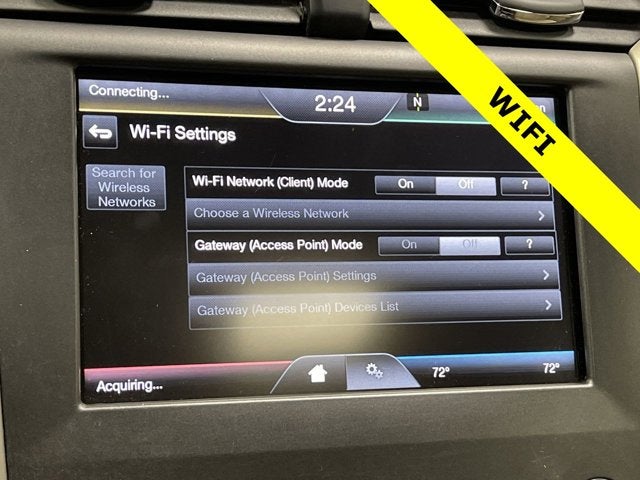 Connecting...
2:24
N
WIFI
Wi-Fi Settings
Search for
Wireless
Networks
Wi-Fi Network (Client) Mode On Off ?
Choose a Wireless Network >
Gateway (Access Point) Mode On Off ?
Gateway (Access Point) Settings >
Gateway (Access Point) Devices List >
Acquiring...
72° 72°